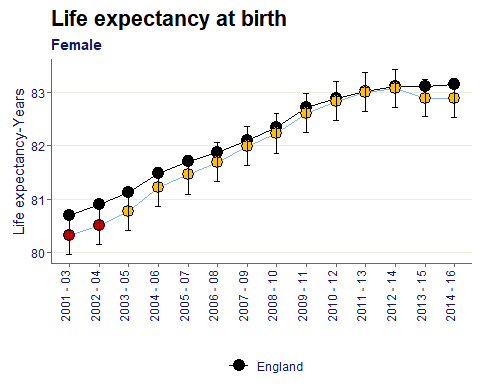 Life expectancy at birth
Female
Life expectancy-Years
83
82
81
80
2001 - 03
2002 - 04
2003 - 05
2004 - 06
2005 - 07
2006 - 08
2007 - 09
2008 - 10
2009 - 11
2010 - 12
2011 - 13
2012 - 14
2013 - 15
2014 - 16
England